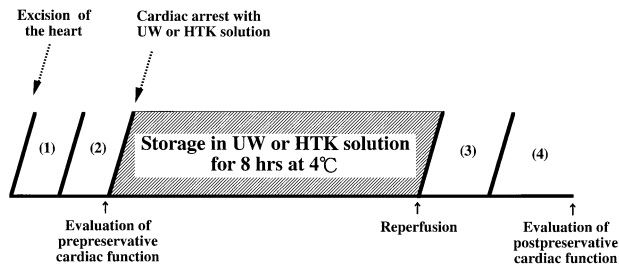 Excision of
the heart
Cardiac arrest with
UW or HTK solution
(1)
(2)
Storage in UW or HTK solution
for 8 hrs at 4℃
(3)
(4)
Evaluation of
prepreservative
cardiac function
Reperfusion
Evaluation of
postpreservative
cardiac function